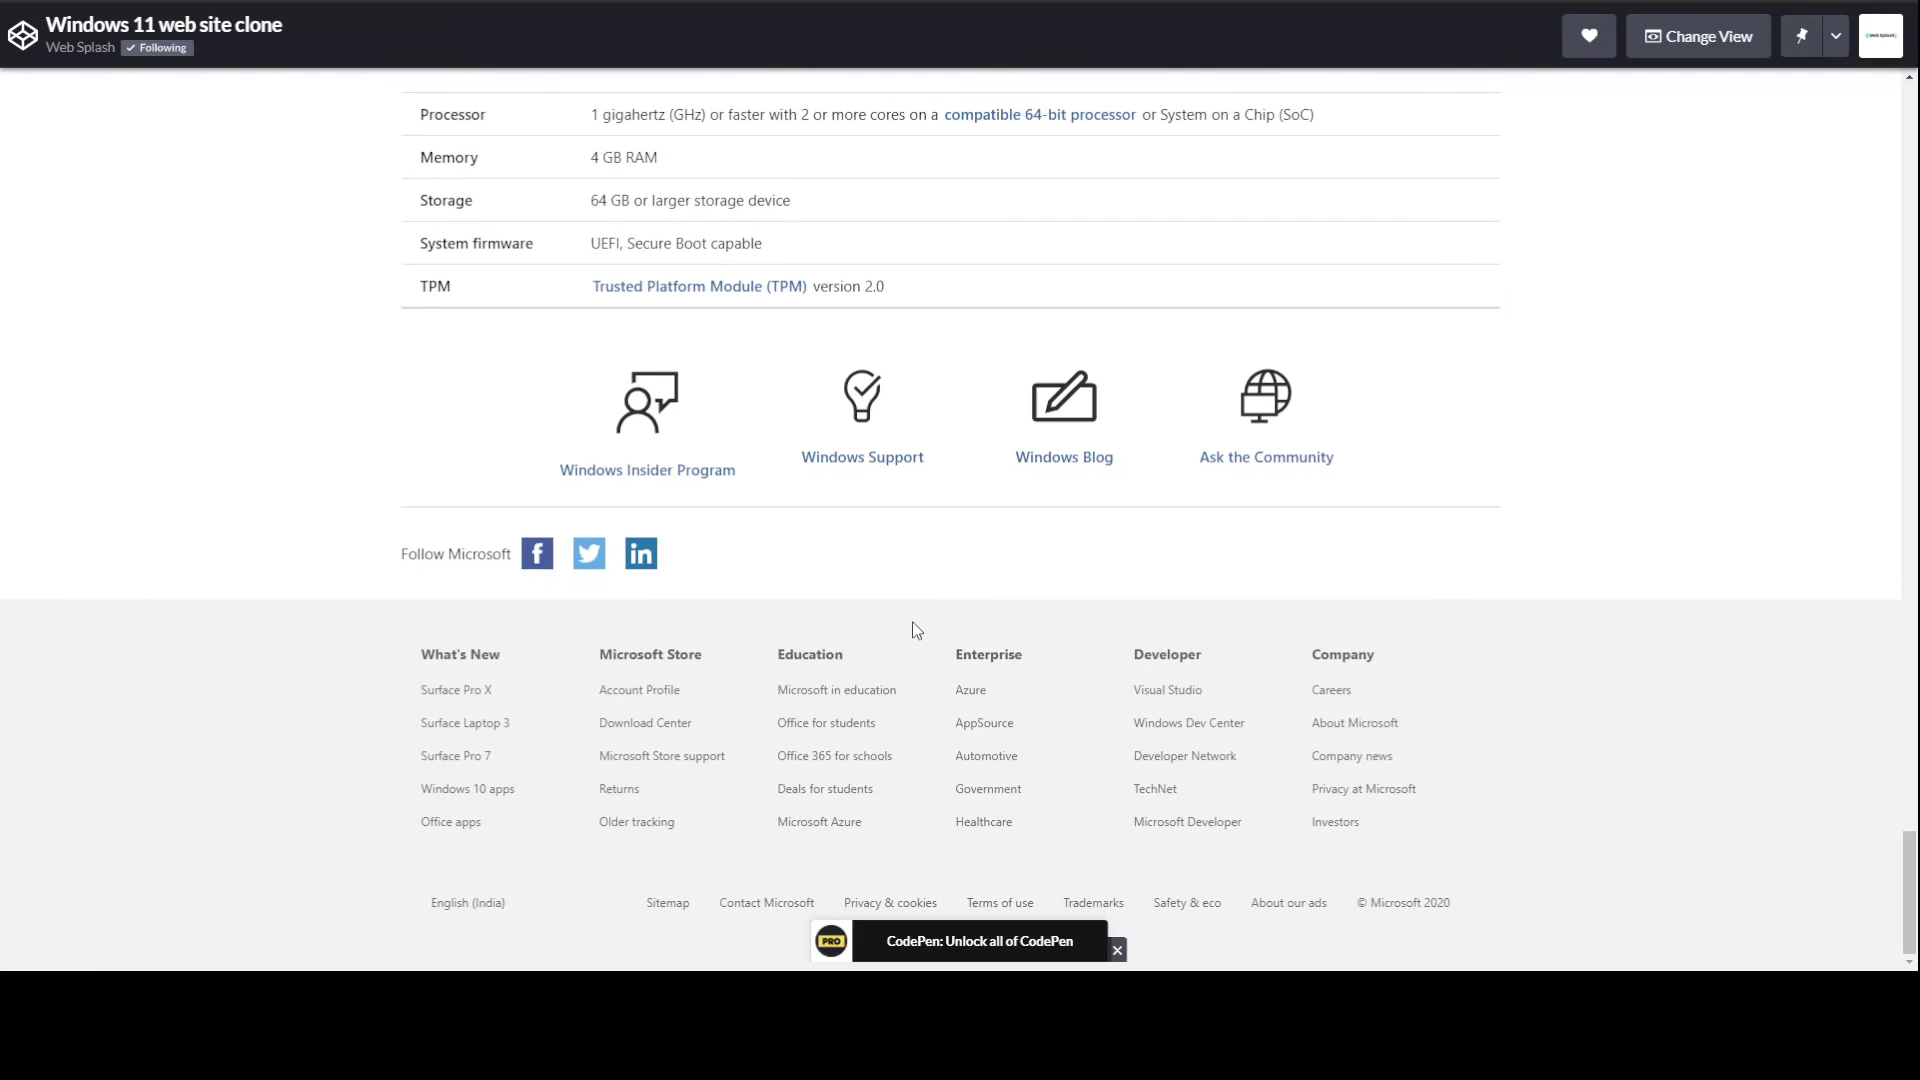 Windows 11 web site clone
Web Splash Following
Change View
Processor 1 gigahertz (GHz) or faster with 2 or more cores on a compatible 64-bit processor or System on a Chip (SoC)
Memory 4 GB RAM
Storage 64 GB or larger storage device
System firmware UEFI, Secure Boot capable
TPM Trusted Platform Module (TPM) version 2.0
Windows Insider Program Windows Support Windows Blog Ask the Community
Follow Microsoft
What's New Microsoft Store Education Enterprise Developer Company
Surface Pro X Account Profile Microsoft in education Azure Visual Studio Careers
Surface Laptop 3 Download Center Office for students AppSource Windows Dev Center About Microsoft
Surface Pro 7 Microsoft Store support Office 365 for schools Automotive Developer Network Company news
Windows 10 apps Returns Deals for students Government TechNet Privacy at Microsoft
Office apps Older tracking Microsoft Azure Healthcare Microsoft Developer Investors
English (India) Sitemap Contact Microsoft Privacy & cookies Terms of use Trademarks Safety & eco About our ads © Microsoft 2020
PRO CodePen: Unlock all of CodePen